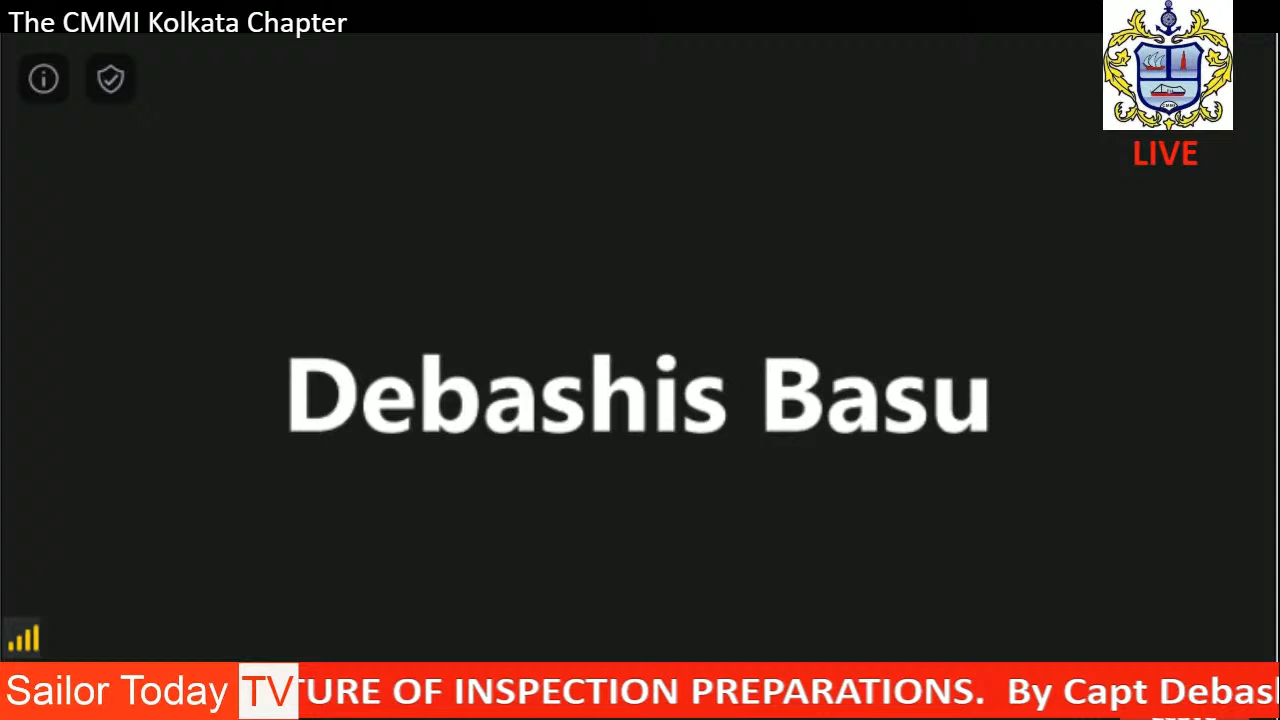 The CMMI Kolkata Chapter
LIVE
Debashis Basu
Sailor Today TV
TURE OF INSPECTION PREPARATIONS. By Capt Debas